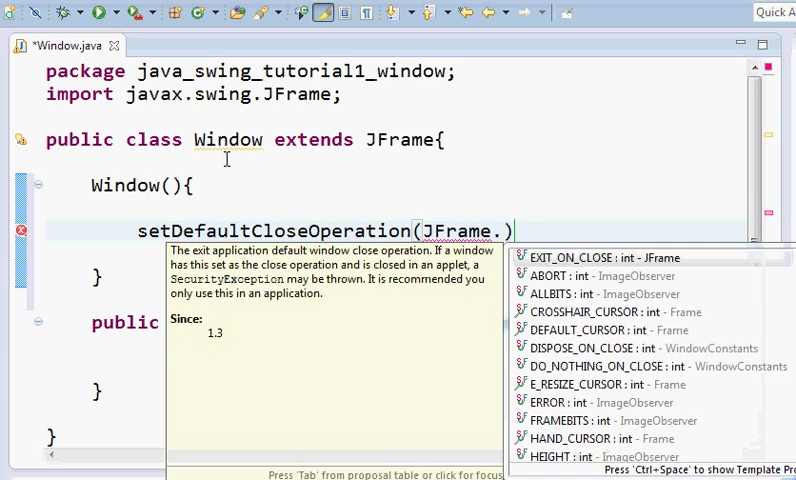 Quick A
*Window.java
package java_swing_tutorial1_window;
import javax.swing.JFrame;
public class Window extends JFrame{
Window(){
setDefaultCloseOperation(JFrame.)
The exit application default window close operation. If a window
has this set as the close operation and is closed in an applet, a
SecurityException may be thrown. It is recommended you
only use this in an application.
Since:
1.3
Press 'Tab' from proposal table or click for focus
EXIT_ON_CLOSE : int - JFrame
ABORT : int - ImageObserver
ALLBITS : int - ImageObserver
CROSSHAIR_CURSOR : int - Frame
DEFAULT_CURSOR : int - Frame
DISPOSE_ON_CLOSE : int - WindowConstants
DO_NOTHING_ON_CLOSE : int - WindowConstants
E_RESIZE_CURSOR : int - Frame
ERROR : int - ImageObserver
FRAMEBITS : int - ImageObserver
HAND_CURSOR : int - Frame
HEIGHT : int - ImageObserver
Press 'Ctrl+Space' to show Template Pro
}
public
}
}